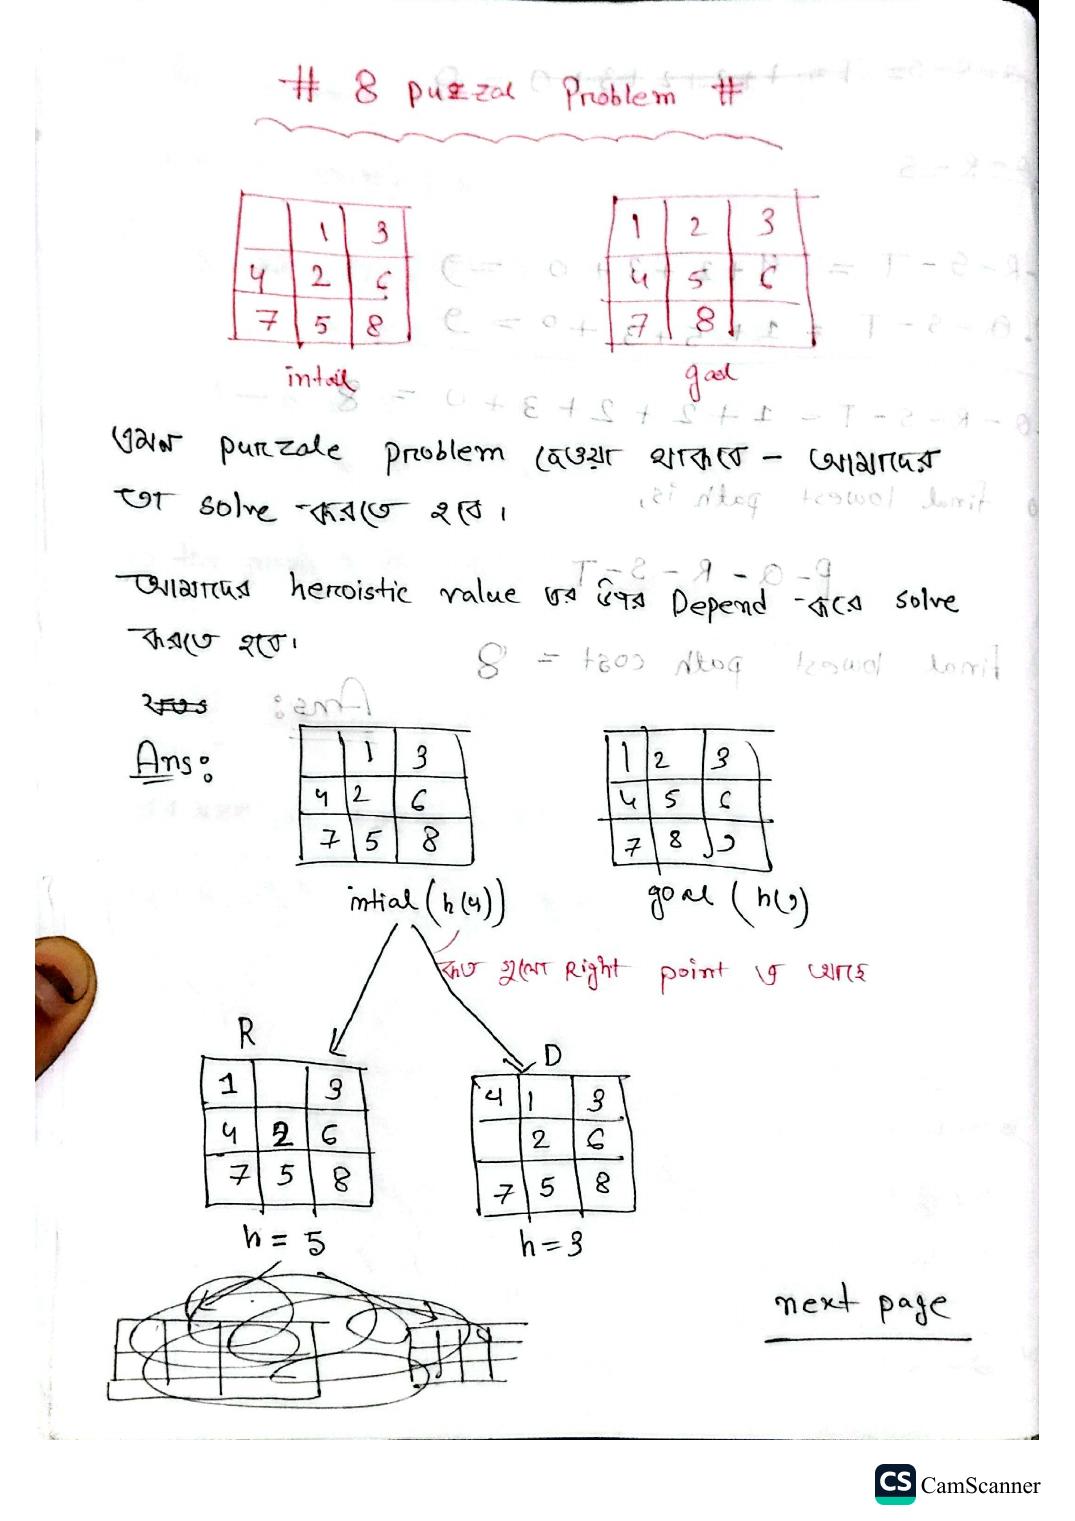 # 8 puzzal Problem #
1 3
4 2 6
7 5 8
1 2 3
4 5 6
7 8
intail
goal
এমন purzale problem দেওয়া থাকবে - আমাদের
তা solve করতে হবে।
আমাদের heroistic value এর উপর Depend করে solve
করতে হবে।
Ans:
1 3
4 2 6
7 5 8
1 2 3
4 5 6
7 8
intial (h(4))
goal (h(9)
কত গুলো Right point এ আছে
R
D
1 3
4 2 6
7 5 8
4 1 3
2 6
7 5 8
h = 5
h = 3
next page
CS CamScanner